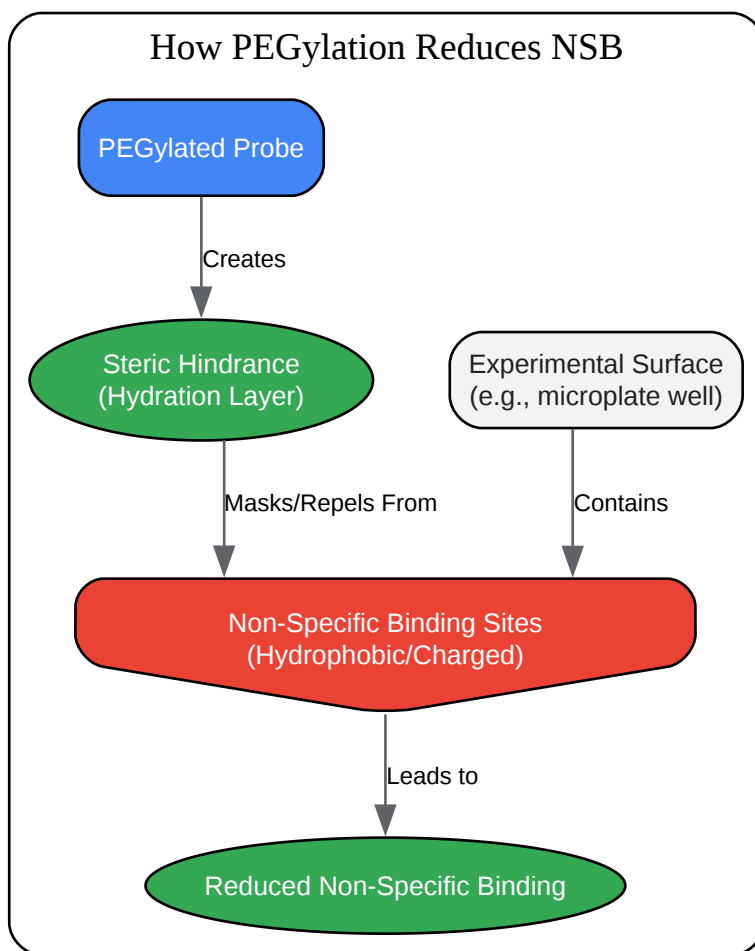 How PEGylation Reduces NSB
PEGylated Probe
Creates
Steric Hindrance
(Hydration Layer)
Experimental Surface
(e.g., microplate well)
Masks/Repels From
Contains
Non-Specific Binding Sites
(Hydrophobic/Charged)
Leads to
Reduced Non-Specific Binding